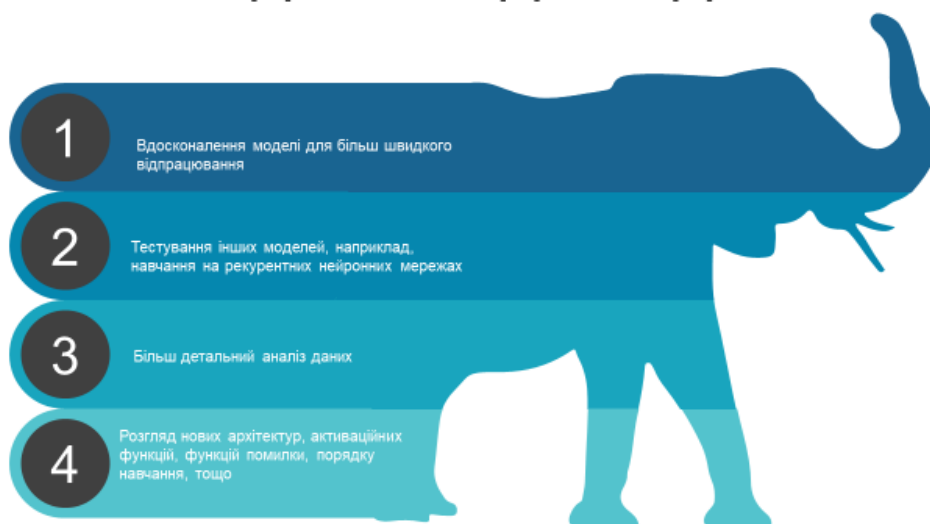 1
Вдосконалення моделі для більш швидкого
відпрацювання
2
Тестування інших моделей, наприклад,
навчання на рекурентних нейронних мережах
3
Більш детальний аналіз даних
4
Розгляд нових архітектур, активаційних
функцій, функцій помилки, порядку
навчання, тощо